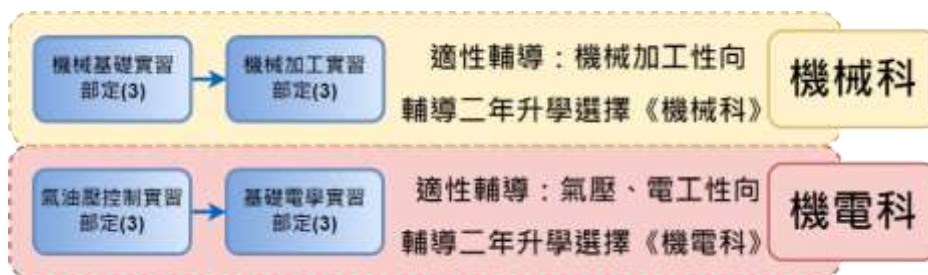 機械基礎實習
部定(3)
機械加工實習
部定(3)
適性輔導：機械加工性向
輔導二年升學選擇《機械科》
機械科
氣油壓控制實習
部定(3)
基礎電學實習
部定(3)
適性輔導：氣壓、電工性向
輔導二年升學選擇《機電科》
機電科